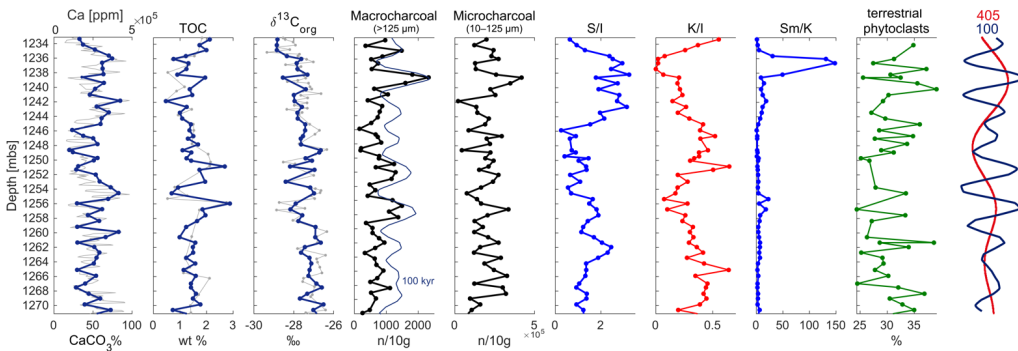 Ca [ppm]
0 5 ×10⁵
TOC
δ¹³C_org
Macrocharcoal
(>125 μm)
Microcharcoal
(10–125 μm)
S/I
K/I
Sm/K
terrestrial
phytoclasts
405
100
Depth [mbs]
1234
1236
1238
1240
1242
1244
1246
1248
1250
1252
1254
1256
1260
1262
1264
1266
1268
1270
100 kyr
0 50 100
0 1 2 3
-30 -28 -26
0 1000 2000
0 5 ×10⁵
0 2
0 0.5
0 50 100 150
25 30 35
CaCO₃%
wt %
‰
n/10g
n/10g
%